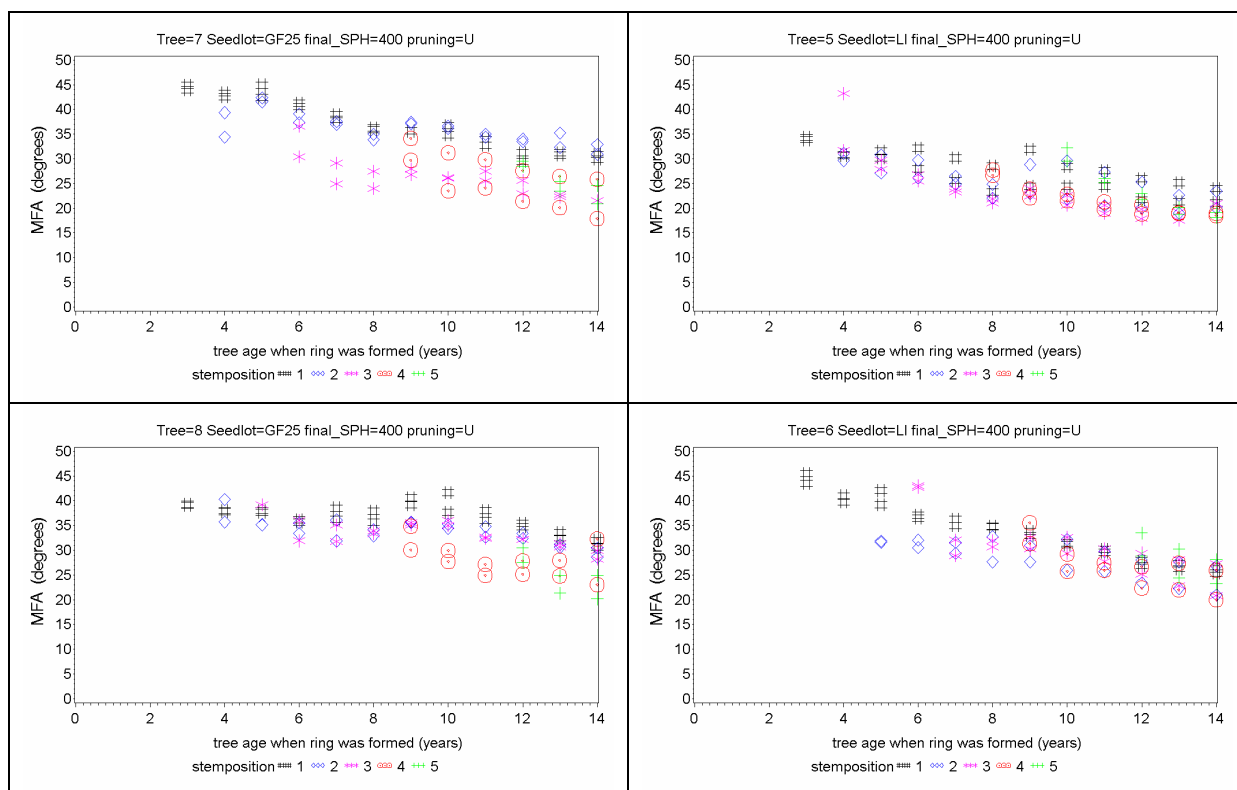 Tree=7 Seedlot=GF25 final_SPH=400 pruning=U
50
45
40
35
30
25
20
15
10
5
0
MFA (degrees)
0 2 4 6 8 10 12 14
tree age when ring was formed (years)
stemposition 1 2 3 4 5
Tree=5 Seedlot=LI final_SPH=400 pruning=U
50
45
40
35
30
25
20
15
10
5
0
MFA (degrees)
0 2 4 6 8 10 12 14
tree age when ring was formed (years)
stemposition 1 2 3 4 5
Tree=8 Seedlot=GF25 final_SPH=400 pruning=U
50
45
40
35
30
25
20
15
10
5
0
MFA (degrees)
0 2 4 6 8 10 12 14
tree age when ring was formed (years)
stemposition 1 2 3 4 5
Tree=6 Seedlot=LI final_SPH=400 pruning=U
50
45
40
35
30
25
20
15
10
5
0
MFA (degrees)
0 2 4 6 8 10 12 14
tree age when ring was formed (years)
stemposition 1 2 3 4 5